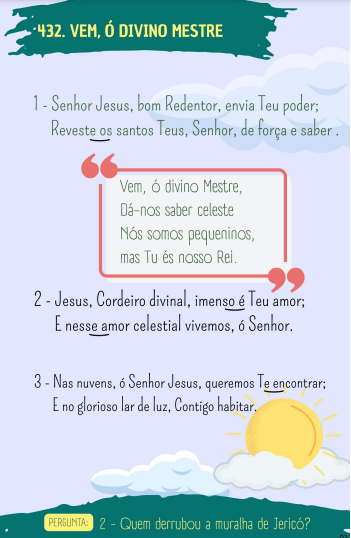 432. VEM, Ó DIVINO MESTRE
1 - Senhor Jesus, bom Redentor, envia Teu poder;
Reveste os santos Teus, Senhor, de força e saber .
Vem, ó divino Mestre,
Dá-nos saber celeste
Nós somos pequeninos,
mas Tu és nosso Rei.
2 - Jesus, Cordeiro divinal, imenso é Teu amor;
E nesse amor celestial vivemos, ó Senhor.
3 - Nas nuvens, ó Senhor Jesus, queremos Te encontrar;
E no glorioso lar de luz, Contigo habitar.
PERGUNTA: 2 - Quem derrubou a muralha de Jericó?